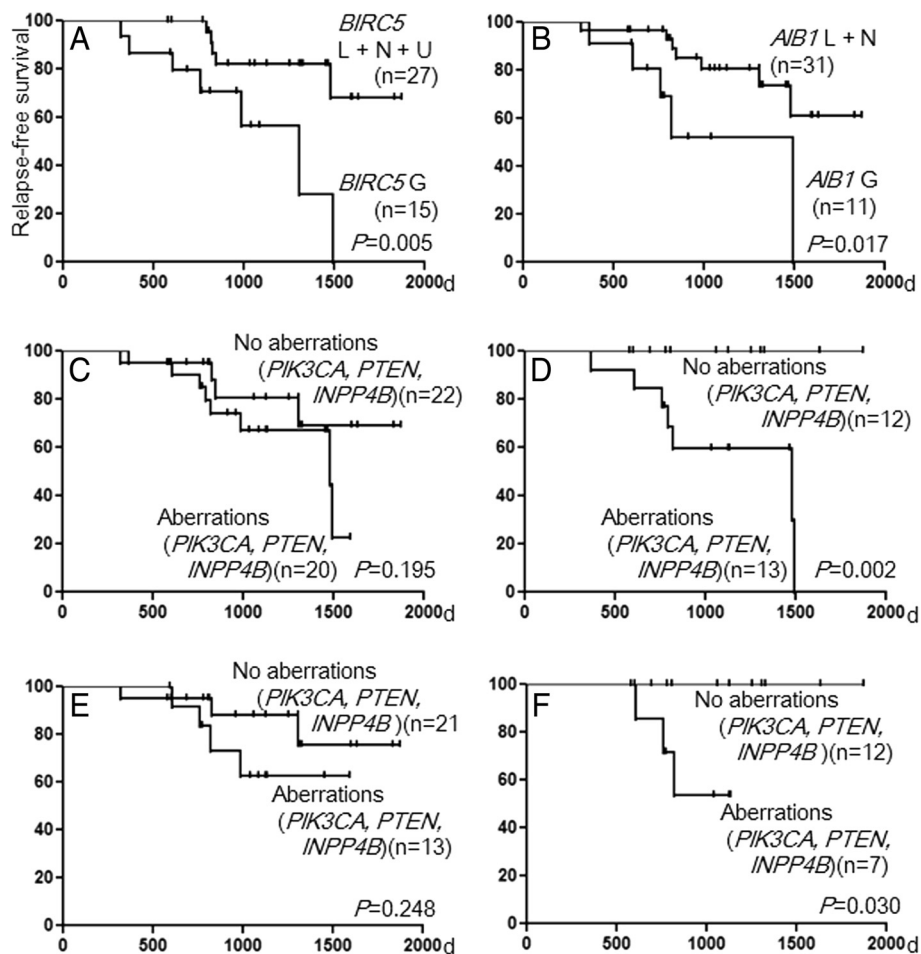 A
BIRC5
L + N + U
(n=27)
BIRC5 G
(n=15)
P=0.005
Relapse-free survival
100
80
60
40
20
0
0 500 1000 1500 2000d
B
AIB1 L + N
(n=31)
AIB1 G
(n=11)
P=0.017
100
80
60
40
20
0
0 500 1000 1500 2000d
C
No aberrations
(PIK3CA, PTEN,
INPP4B)(n=22)
Aberrations
(PIK3CA, PTEN,
INPP4B)(n=20)
P=0.195
100
80
60
40
20
0
0 500 1000 1500 2000 d
D
No aberrations
(PIK3CA, PTEN,
INPP4B)(n=12)
Aberrations
(PIK3CA, PTEN,
INPP4B)(n=13)
P=0.002
100
80
60
40
20
0
0 500 1000 1500 2000 d
E
No aberrations
(PIK3CA, PTEN,
INPP4B )(n=21
Aberrations
(PIK3CA, PTEN,
INPP4B)(n=13)
P=0.248
100
80
60
40
20
0
0 500 1000 1500 2000 d
F
No aberrations
(PIK3CA, PTEN,
INPP4B )(n=12)
Aberrations
(PIK3CA, PTEN,
INPP4B)(n=7)
P=0.030
100
80
60
40
20
0
0 500 1000 1500 2000 d